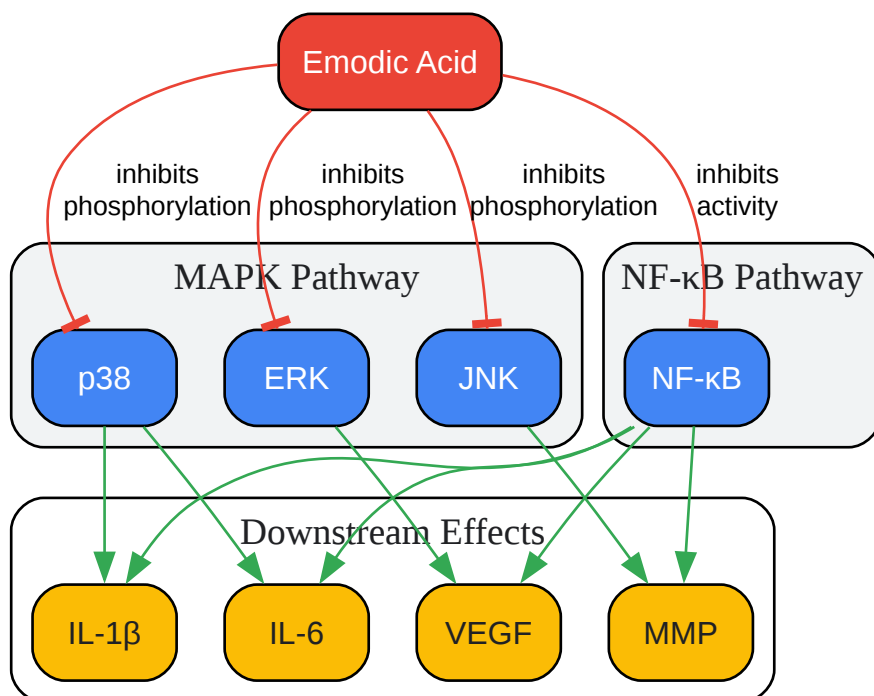 Emodic Acid
inhibits
phosphorylation
inhibits
phosphorylation
inhibits
phosphorylation
inhibits
activity
MAPK Pathway
NF-κB Pathway
p38
ERK
JNK
NF-κB
Downstream Effects
IL-1β
IL-6
VEGF
MMP